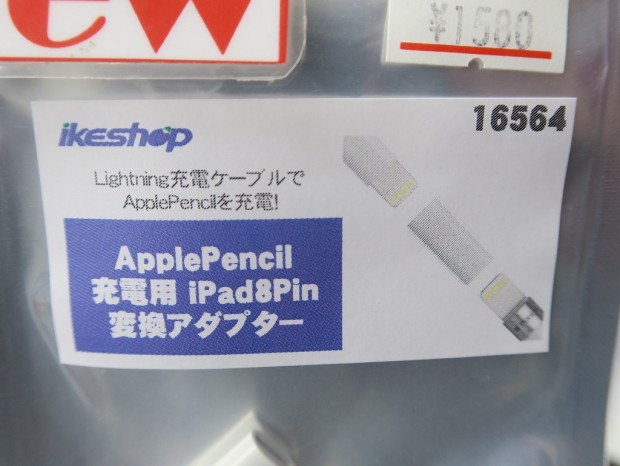 ew
¥1580
ikeshop
16564
Lightning充電ケーブルで
ApplePencilを充電!
ApplePencil
充電用 iPad8Pin
変換アダプター